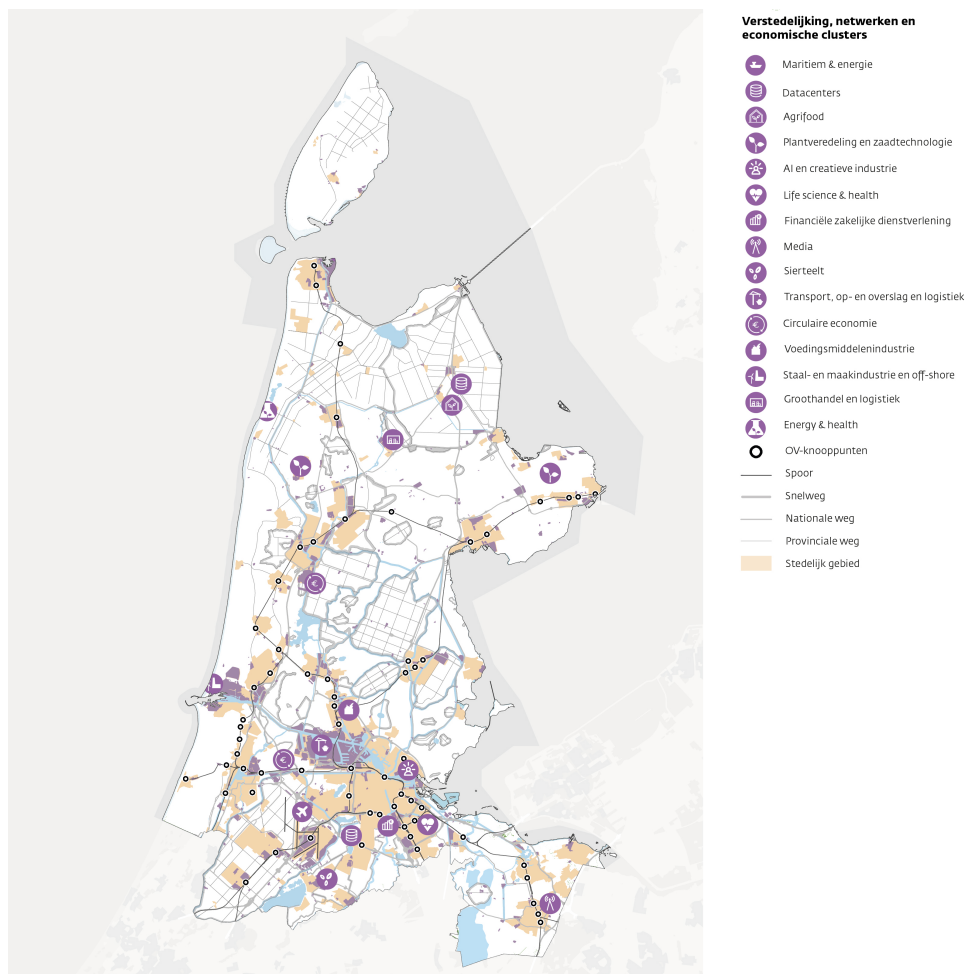 Verstedelijking, netwerken en
economische clusters
Maritiem & energie
Datacenters
Agrifood
Plantveredeling en zaadtechnologie
AI en creatieve industrie
Life science & health
Financiële zakelijke dienstverlening
Media
Sierteelt
Transport, op- en overslag en logistiek
Circulaire economie
Voedingsmiddelenindustrie
Staal- en maakindustrie en off-shore
Groothandel en logistiek
Energy & health
OV-knooppunten
Spoor
Snelweg
Nationale weg
Provinciale weg
Stedelijk gebied